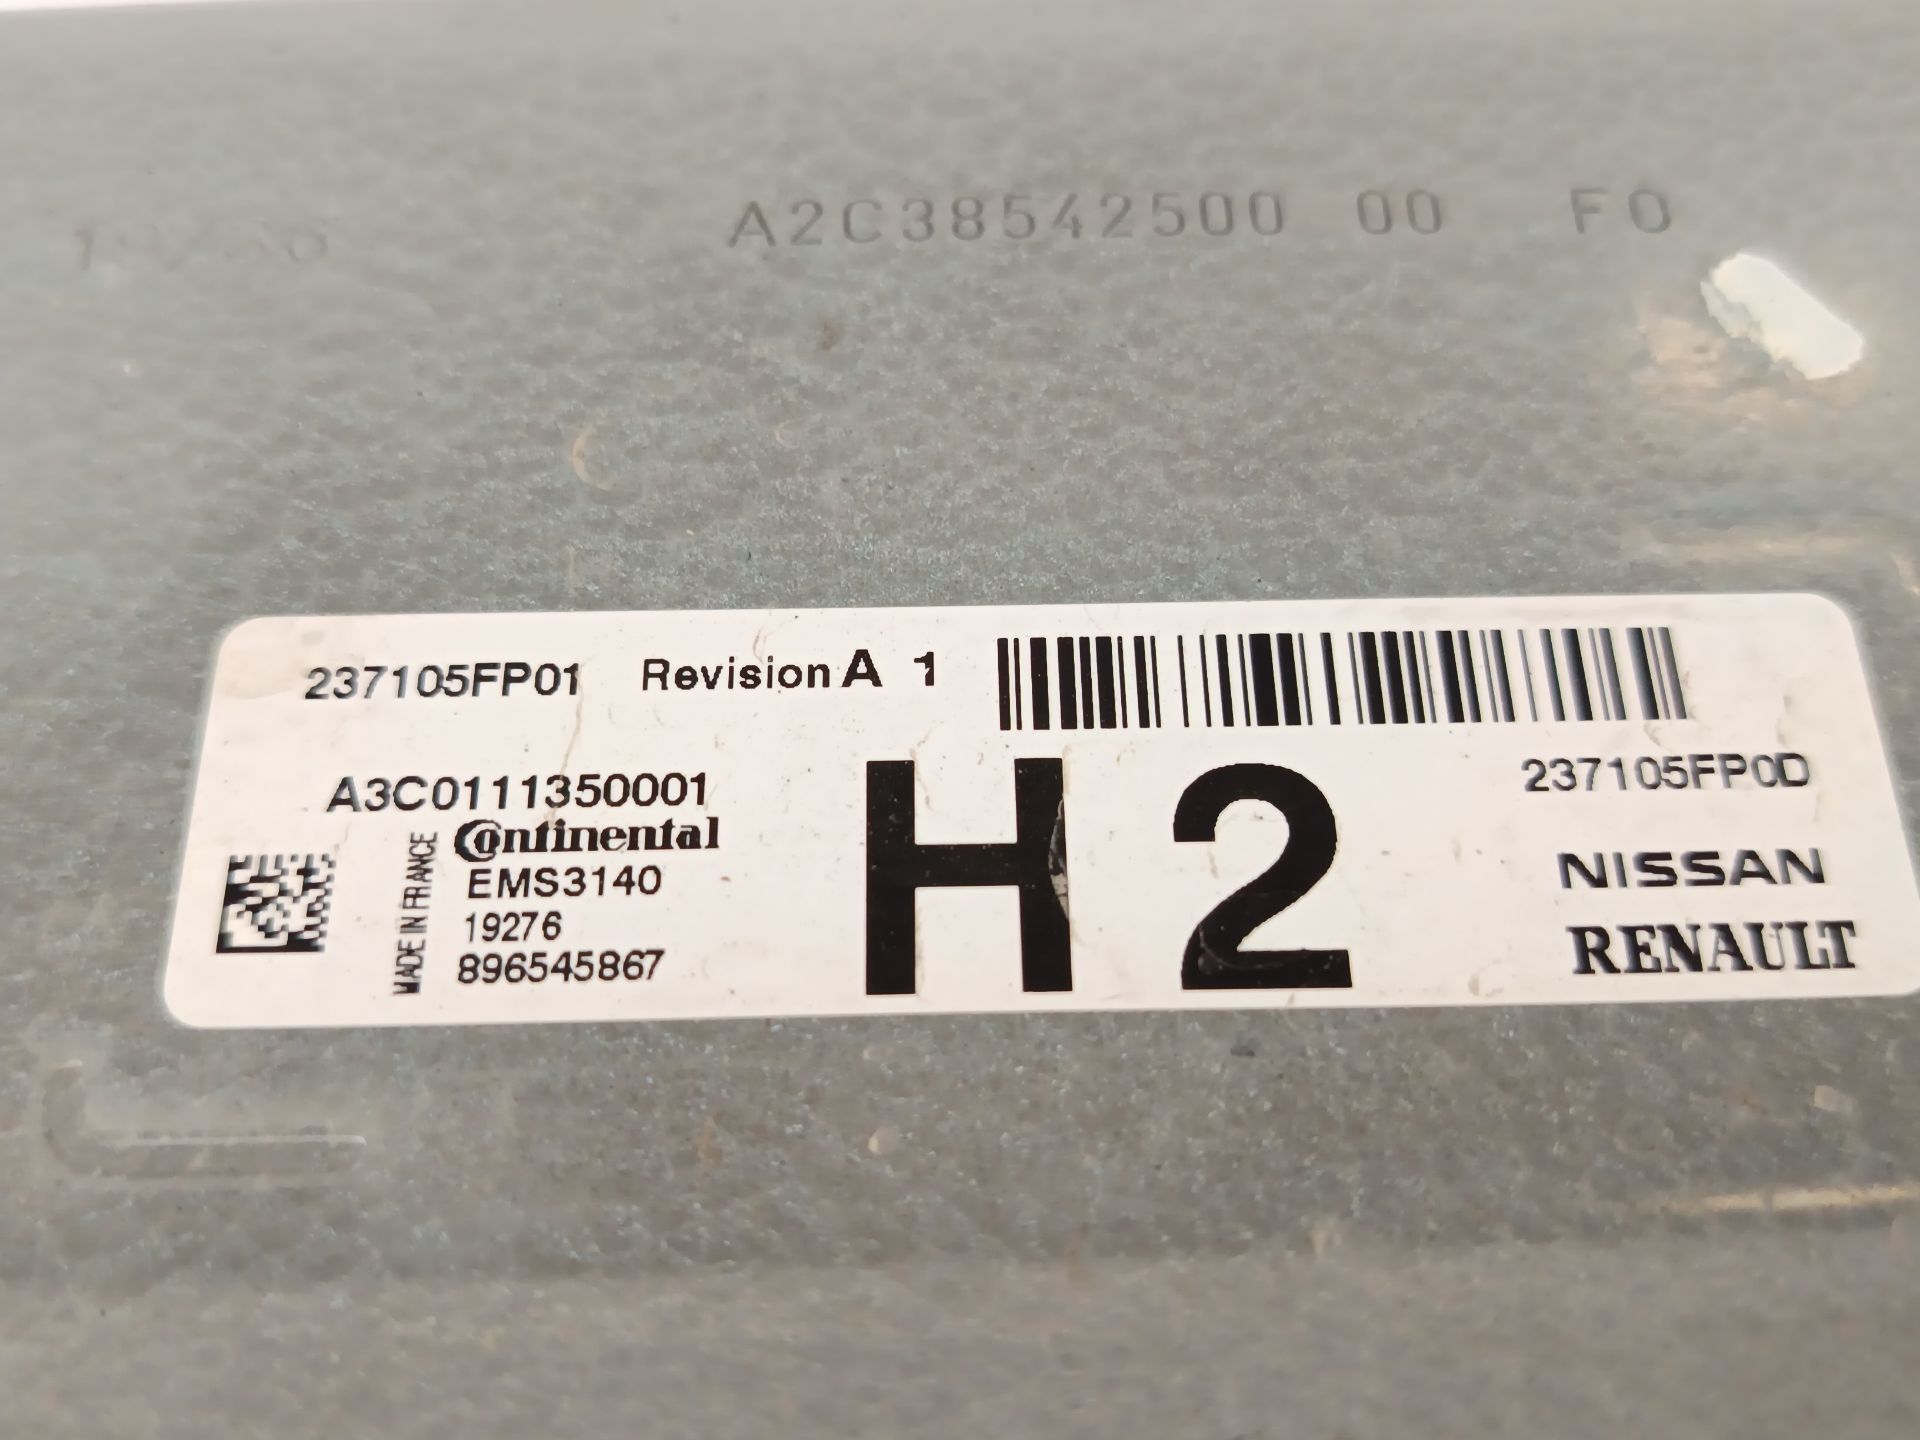 A2C38542500 00 F0
237105FP01 Revision A 1
A3C0111350001
237105FP0D
Continental
MADE IN FRANCE
EMS3140
19276
896545867
H2
NISSAN
RENAULT